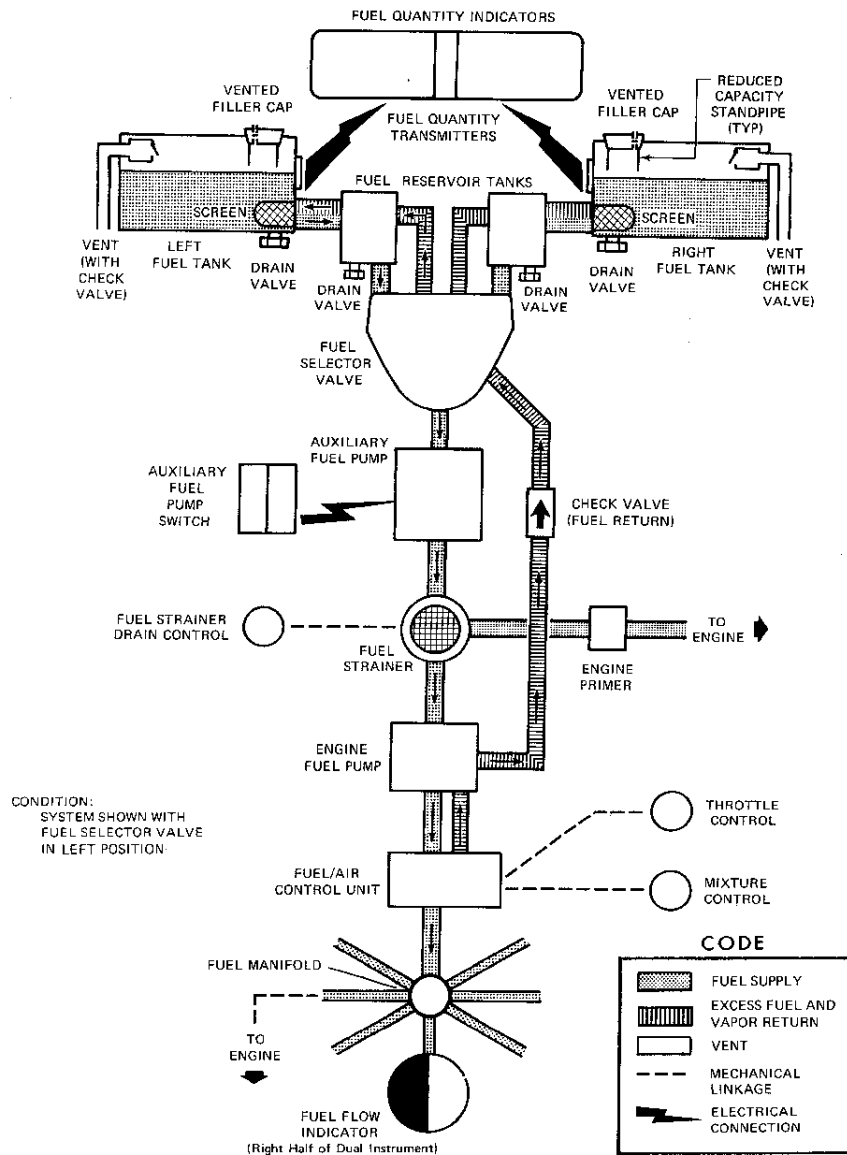 FUEL QUANTITY INDICATORS
VENTED
FILLER CAP
FUEL QUANTITY
TRANSMITTERS
VENTED
FILLER CAP
REDUCED
CAPACITY
STANDPIPE
(TYP)
FUEL RESERVOIR TANKS
SCREEN
SCREEN
VENT
(WITH
CHECK
VALVE)
LEFT
FUEL TANK
DRAIN
VALVE
DRAIN
VALVE
DRAIN
VALVE
DRAIN
VALVE
RIGHT
FUEL TANK
VENT
(WITH
CHECK
VALVE)
FUEL
SELECTOR
VALVE
AUXILIARY
FUEL PUMP
AUXILIARY
FUEL
PUMP
SWITCH
CHECK VALVE
(FUEL RETURN)
FUEL STRAINER
DRAIN CONTROL
FUEL
STRAINER
TO
ENGINE
ENGINE
PRIMER
ENGINE
FUEL PUMP
CONDITION:
SYSTEM SHOWN WITH
FUEL SELECTOR VALVE
IN LEFT POSITION
THROTTLE
CONTROL
FUEL/AIR
CONTROL UNIT
MIXTURE
CONTROL
FUEL MANIFOLD
TO
ENGINE
FUEL FLOW
INDICATOR
(Right Half of Dual Instrument)
CODE
FUEL SUPPLY
EXCESS FUEL AND
VAPOR RETURN
VENT
MECHANICAL
LINKAGE
ELECTRICAL
CONNECTION